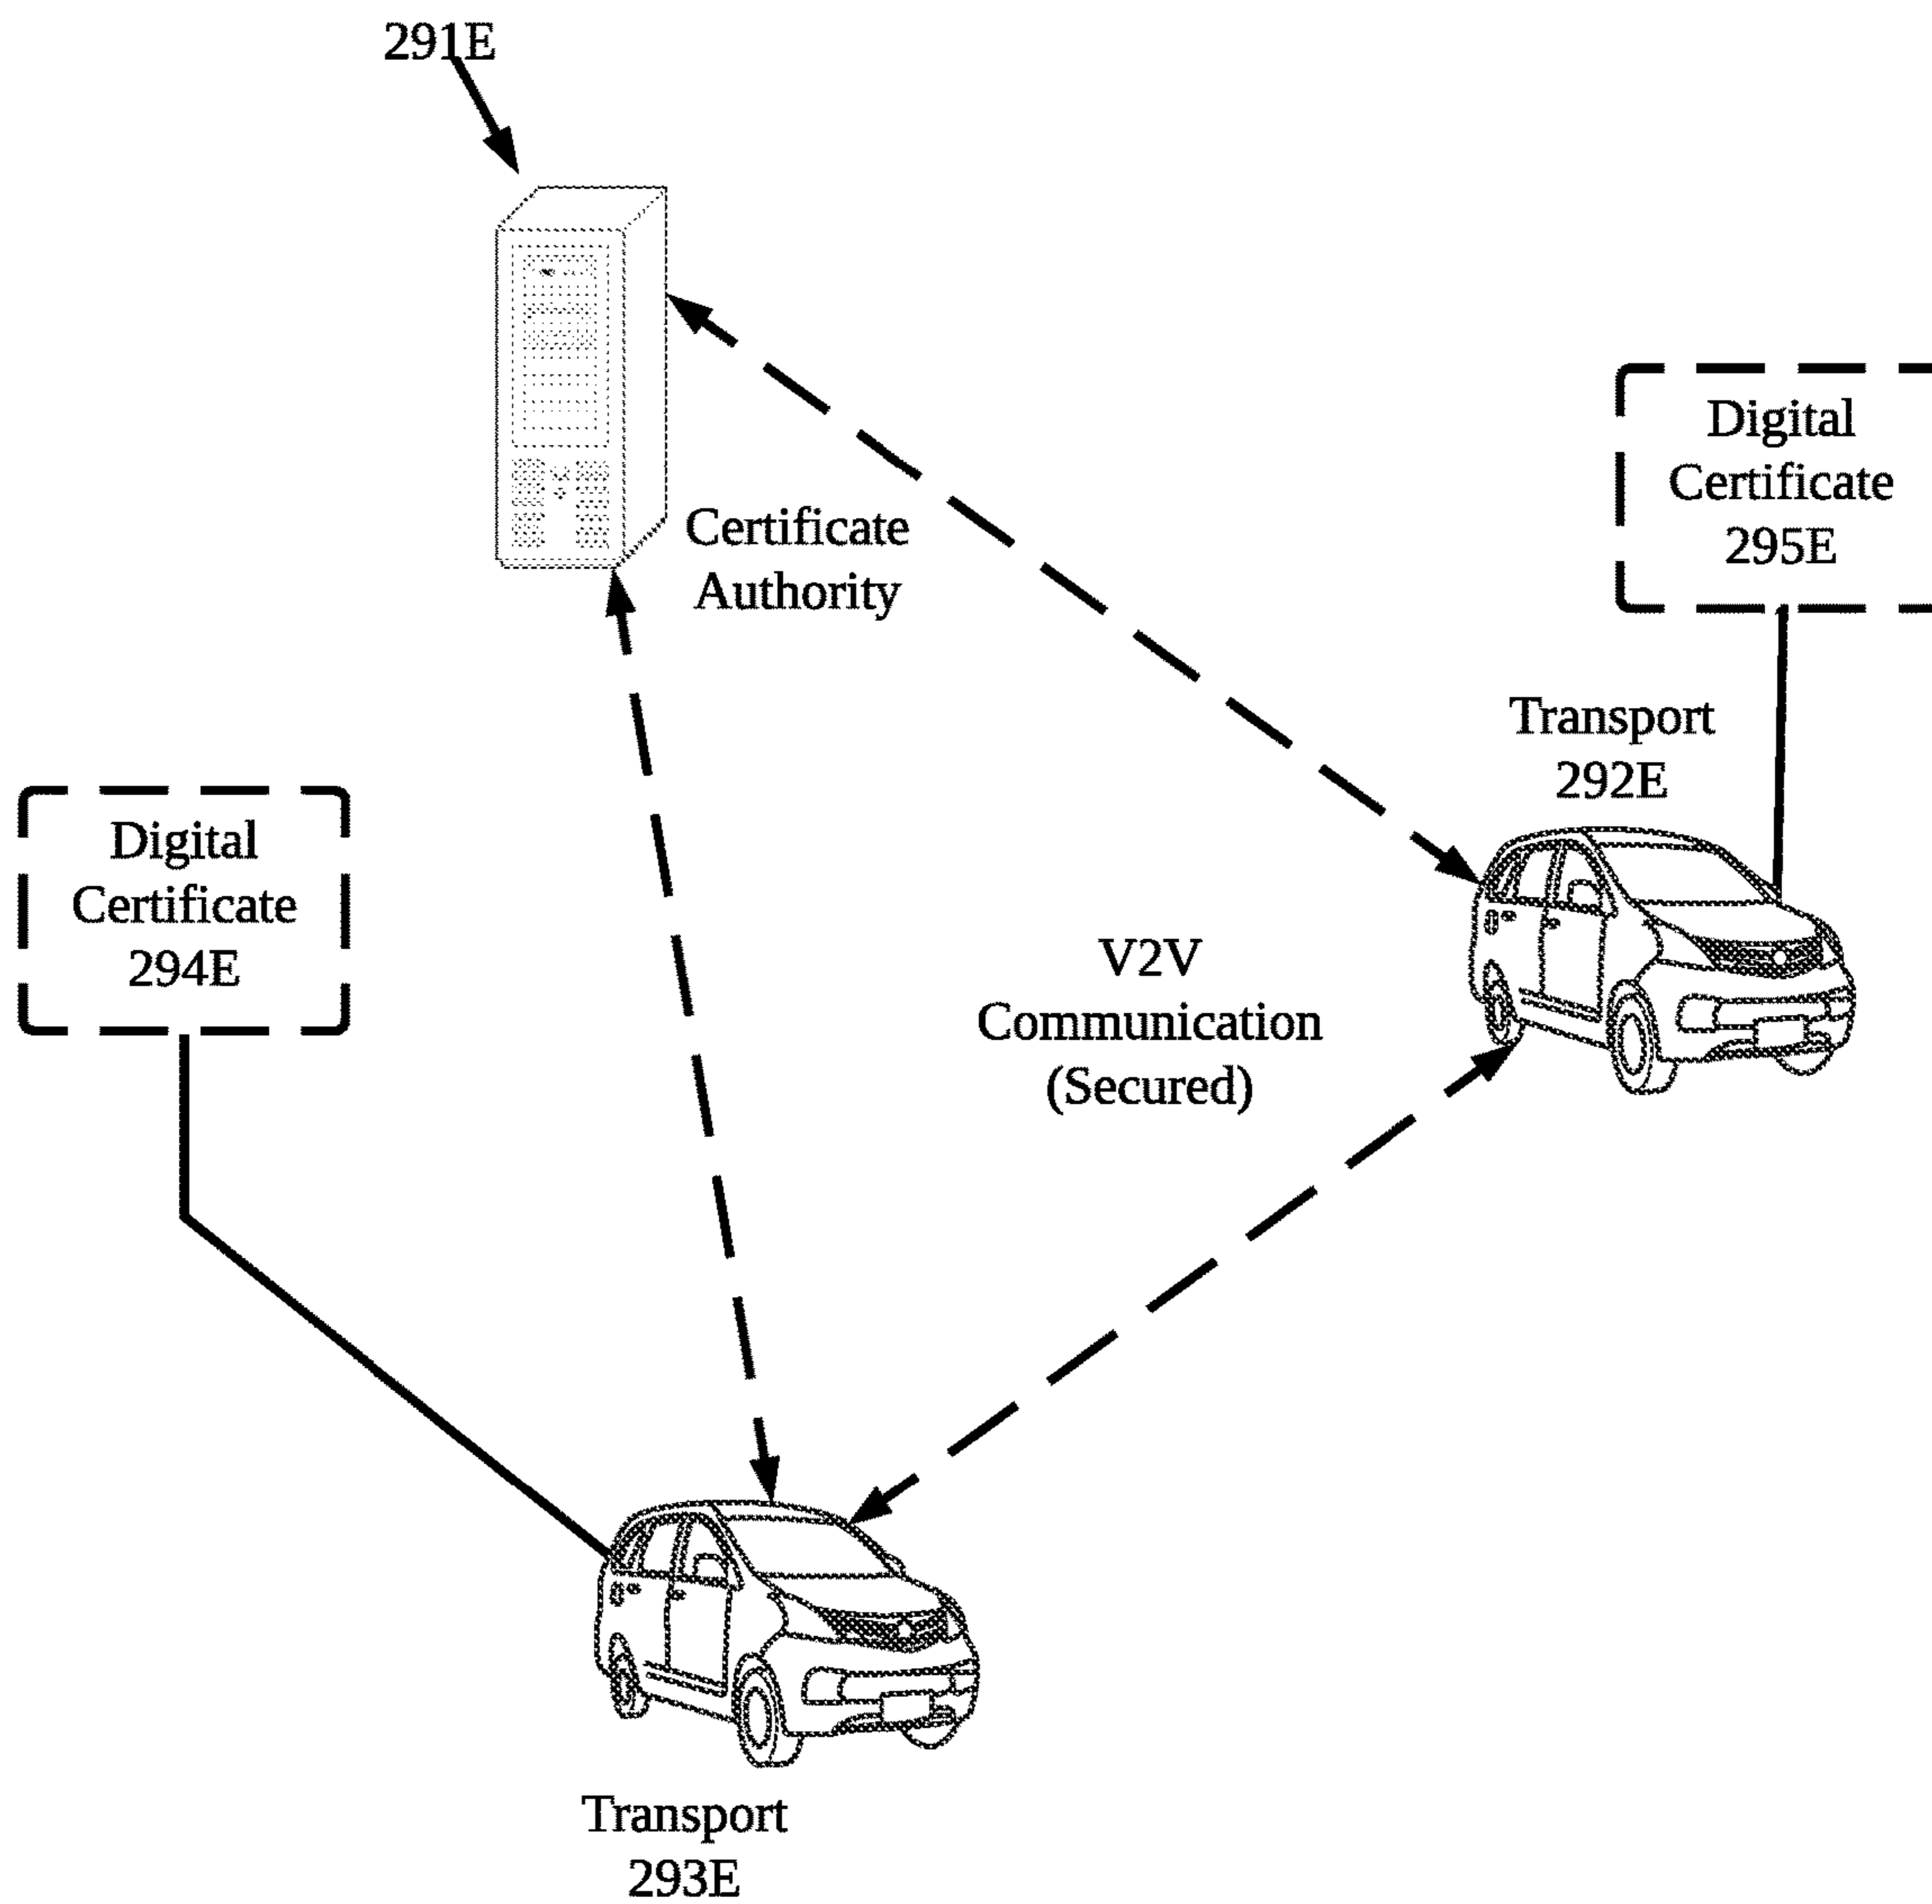 291E
Certificate
Authority
Digital
Certificate
295E
Transport
292E
Digital
Certificate
294E
V2V
Communication
(Secured)
Transport
293E